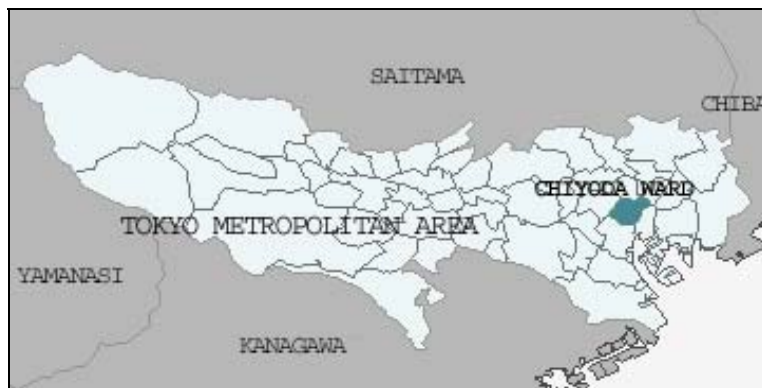 SAITAMA
CHIBA
CHIYODA WARD
TOKYO METROPOLITAN AREA
YAMANASI
KANAGAWA